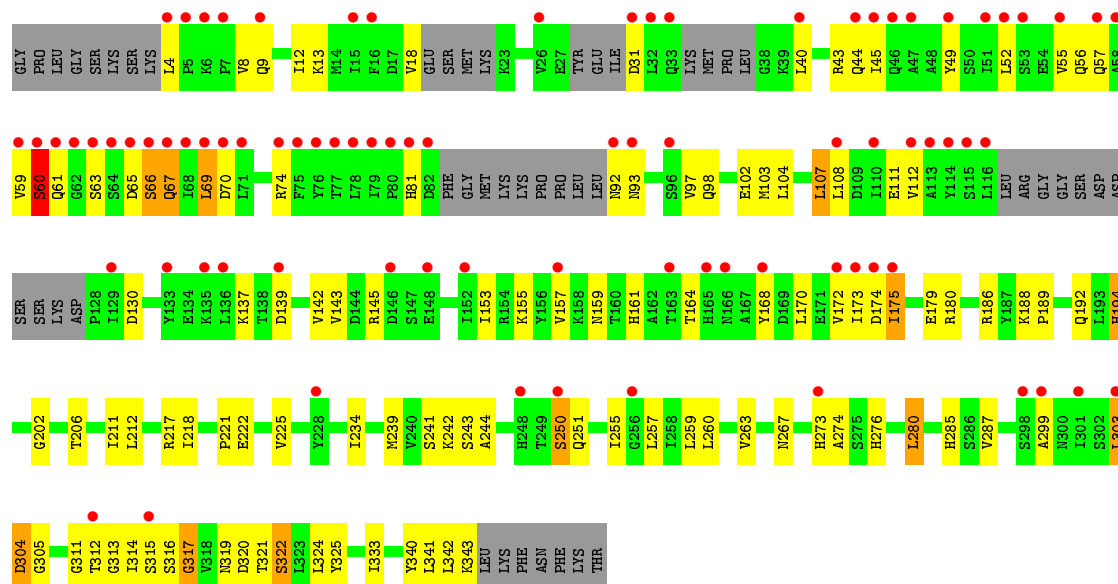 GLY PRO LEU GLY SER LYS SER LYS L4 P5 K6 P7 V8 Q9 I12 K13 M14 I15 F16 D17 V18 GLU SER MET LYS K23 V26 E27 TYR GLU ILE D31 L32 Q33 LYS MET PRO LEU G38 K39 L40 R43 Q44 I45 Q46 A47 A48 Y49 S50 I51 L52 S53 E54 V55 Q56 Q57 A58
V59 S60 Q61 G62 S63 S64 D65 S66 Q67 I68 L69 D70 L71 R74 F75 Y76 T77 L78 I79 P80 H81 D82 PHE GLY MET LYS LYS PRO PRO LEU LEU N92 N93 S96 V97 Q98 E102 M103 L104 L107 L108 D109 I110 E111 V112 A113 Y114 S115 L116 LEU ARG GLY GLY SER ASP ASP
SER SER LYS ASP P128 I129 D130 Y133 E134 K135 L136 K137 T138 D139 V142 V143 D144 R145 D146 S147 E148 I152 I153 R154 K155 Y156 V157 K158 N159 T160 H161 A162 T163 T164 H165 N166 A167 Y168 D169 L170 E171 V172 I173 D174 I175 E179 R180 R186 Y187 K188 P189 Q192 L193 H194
G202 T206 I211 L212 R217 I218 P221 E222 V225 Y228 I234 M239 V240 S241 K242 S243 A244 H248 T249 S250 Q251 I255 G256 L257 I258 L259 L260 V263 N267 H273 A274 S275 H276 L280 H285 S286 V287 S298 A299 N300 I301 S302 L303
D304 G305 G311 T312 G313 I314 S315 S316 G317 V318 N319 D320 T321 S322 L323 L324 Y325 I333 Y340 L341 L342 K343 LEU LYS PHE ASN PHE LYS THR